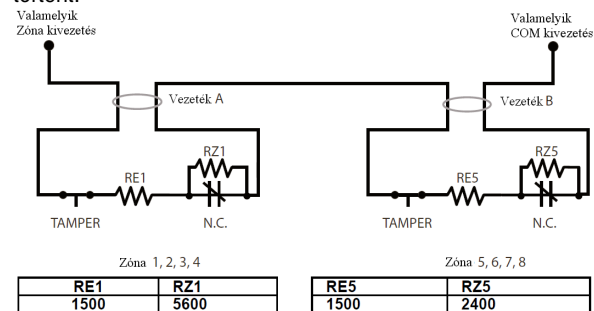 Valamelyik
Zóna kivezetés
Valamelyik
COM kivezetés
Vezeték A
Vezeték B
RZ1
RE1
TAMPER
N.C.
RZ5
RE5
TAMPER
N.C.
Zóna 1, 2, 3, 4
RE1 RZ1
1500 5600
Zóna 5, 6, 7, 8
RE5 RZ5
1500 2400